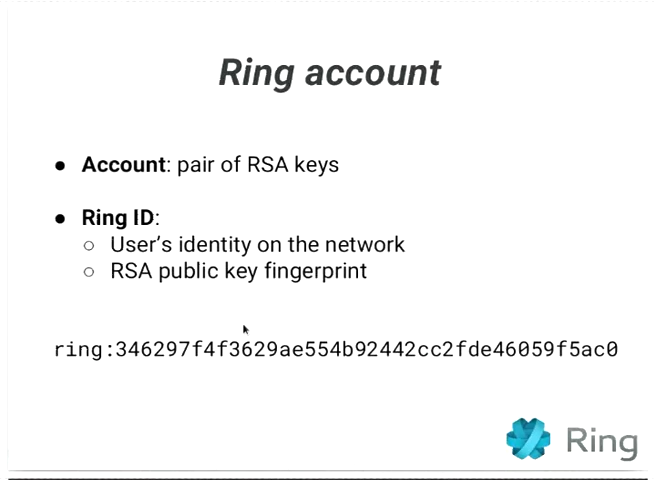 Ring account
● Account: pair of RSA keys
● Ring ID:
○ User's identity on the network
○ RSA public key fingerprint
ring:346297f4f3629ae554b92442cc2fde46059f5ac0
Ring